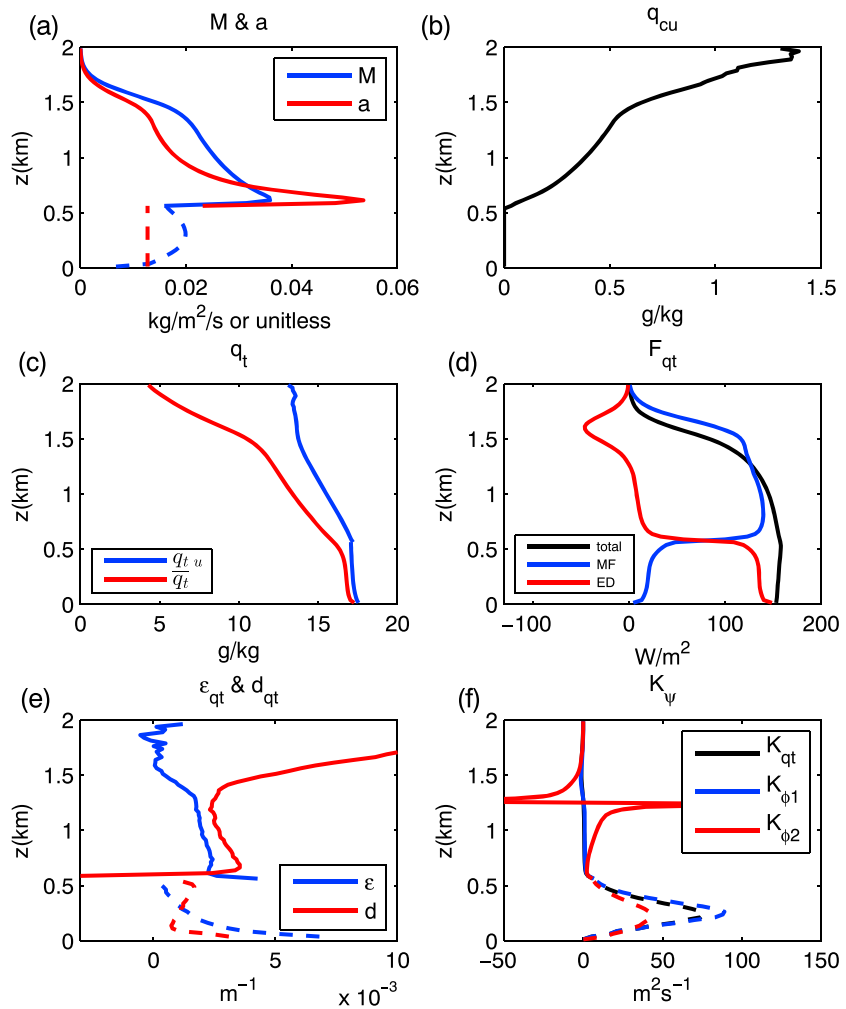 (a) M & a
z(km)
2
1.5
1
0.5
0
M
a
0 0.02 0.04 0.06
kg/m²/s or unitless
(b) q_cu
z(km)
2
1.5
1
0.5
0
0 0.5 1 1.5
g/kg
(c) q_t
z(km)
2
1.5
1
0.5
0
q_t u
q̅_t
0 5 10 15 20
g/kg
(d) F_qt
z(km)
2
1.5
1
0.5
0
total
MF
ED
−100 0 100 200
W/m²
(e) ε_qt & d_qt
z(km)
2
1.5
1
0.5
0
ε
d
0 5 10
m⁻¹ x 10⁻³
(f) K_ψ
z(km)
2
1.5
1
0.5
0
K_qt
K_ϕ1
K_ϕ2
−50 0 50 100 150
m²s⁻¹